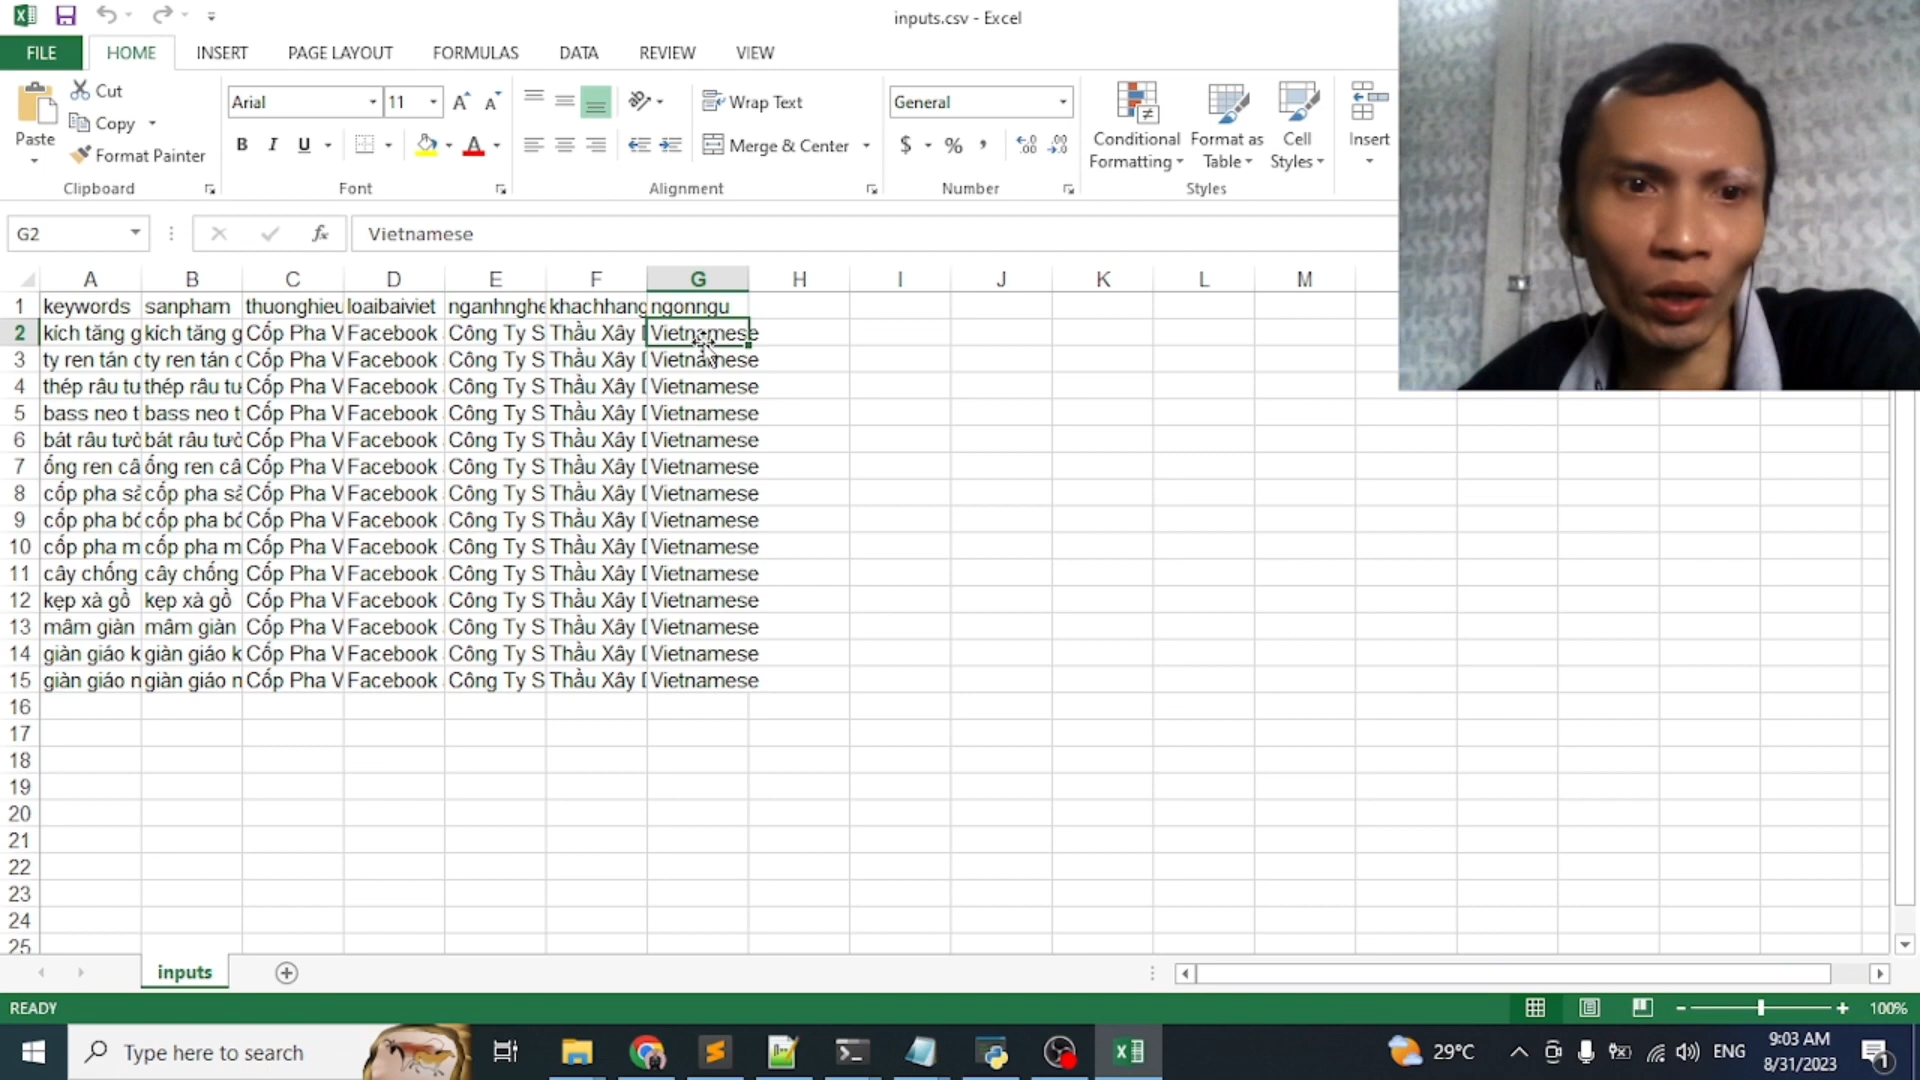 inputs.csv - Excel
FILE HOME INSERT PAGE LAYOUT FORMULAS DATA REVIEW VIEW
Paste
Cut
Copy
Format Painter
Clipboard
Arial 11
B I U A
Font
Wrap Text
Merge & Center
Alignment
General
$ % ,
Number
Conditional Formatting
Format as Table
Cell Styles
Styles
Insert
G2 fx Vietnamese
A B C D E F G H I J K L M
1 keywords sanpham thuonghieu loaibaiviet nganhnghe khachhang ngonngu
2 kích tăng g kích tăng g Cốp Pha V Facebook Công Ty S Thầu Xây Vietnamese
3 ty ren tán ty ren tán Cốp Pha V Facebook Công Ty S Thầu Xây Vietnamese
4 thép râu tư thép râu tư Cốp Pha V Facebook Công Ty S Thầu Xây Vietnamese
5 bass neo t bass neo t Cốp Pha V Facebook Công Ty S Thầu Xây Vietnamese
6 bát râu tườ bát râu tườ Cốp Pha V Facebook Công Ty S Thầu Xây Vietnamese
7 ống ren câ ống ren câ Cốp Pha V Facebook Công Ty S Thầu Xây Vietnamese
8 cốp pha sà cốp pha sà Cốp Pha V Facebook Công Ty S Thầu Xây Vietnamese
9 cốp pha cốp pha Cốp Pha V Facebook Công Ty S Thầu Xây Vietnamese
10 cốp pha m cốp pha m Cốp Pha V Facebook Công Ty S Thầu Xây Vietnamese
11 cây chống cây chống Cốp Pha V Facebook Công Ty S Thầu Xây Vietnamese
12 kẹp xà gồ kẹp xà gồ Cốp Pha V Facebook Công Ty S Thầu Xây Vietnamese
13 mâm giàn mâm giàn Cốp Pha V Facebook Công Ty S Thầu Xây Vietnamese
14 giàn giáo k giàn giáo k Cốp Pha V Facebook Công Ty S Thầu Xây Vietnamese
15 giàn giáo n giàn giáo n Cốp Pha V Facebook Công Ty S Thầu Xây Vietnamese
16
17
18
19
20
21
22
23
24
25
inputs
READY 100%
Type here to search
29°C ENG
9:03 AM
8/31/2023
1